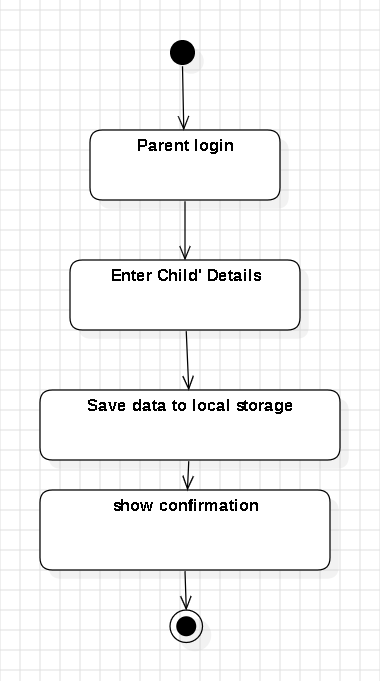 Parent login
Enter Child' Details
Save data to local storage
show confirmation